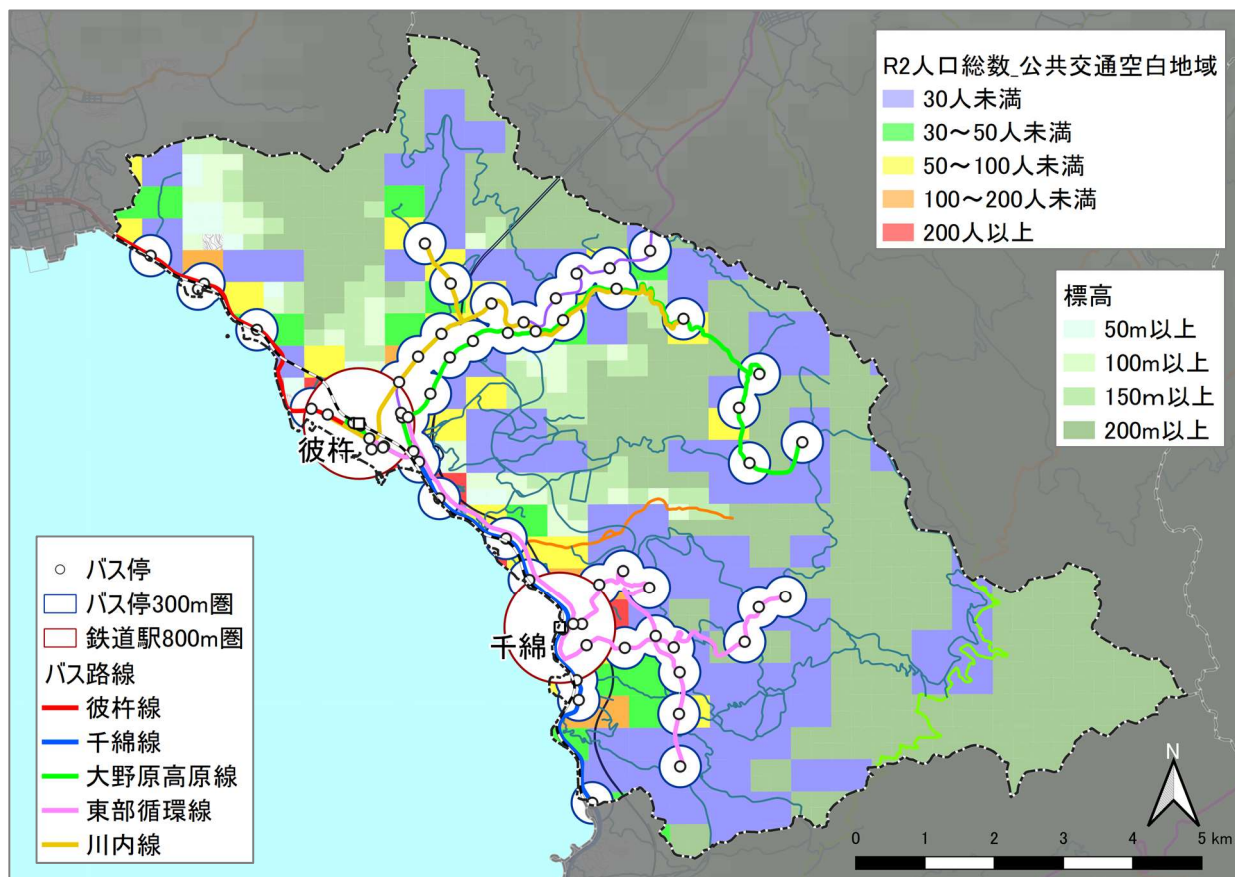 R2人口総数_公共交通空白地域
30人未満
30～50人未満
50～100人未満
100～200人未満
200人以上
標高
50m以上
100m以上
150m以上
200m以上
彼杵
千綿
バス停
バス停300m圏
鉄道駅800m圏
バス路線
彼杵線
千綿線
大野原高原線
東部循環線
川内線
N
0 1 2 3 4 5 km